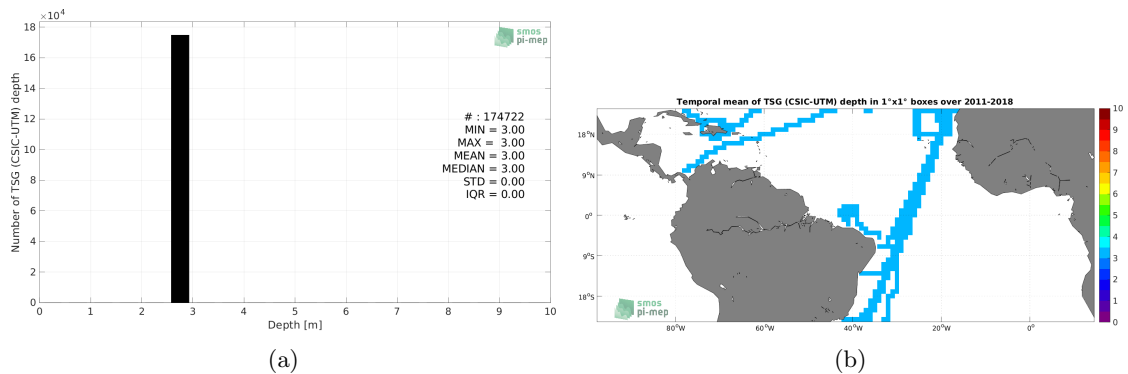 ×10⁴
18
16
14
12
10
8
6
4
2
0
Number of TSG (CSIC-UTM) depth
smos
pi-mep
# : 174722
MIN = 3.00
MAX = 3.00
MEAN = 3.00
MEDIAN = 3.00
STD = 0.00
IQR = 0.00
0 1 2 3 4 5 6 7 8 9 10
Depth [m]
(a)
Temporal mean of TSG (CSIC-UTM) depth in 1°x1° boxes over 2011-2018
18°N
9°N
0°
9°S
18°S
smos
pi-mep
80°W 60°W 40°W 20°W 0°
10
9
8
7
6
5
4
3
2
1
0
(b)